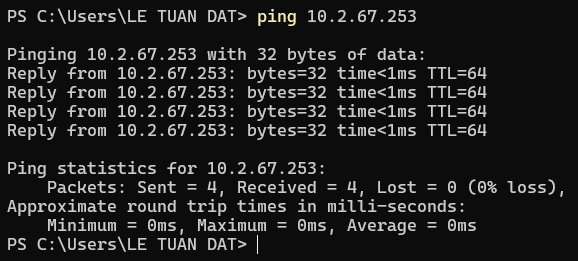 PS C:\Users\LE TUAN DAT> ping 10.2.67.253
Pinging 10.2.67.253 with 32 bytes of data:
Reply from 10.2.67.253: bytes=32 time<1ms TTL=64
Reply from 10.2.67.253: bytes=32 time<1ms TTL=64
Reply from 10.2.67.253: bytes=32 time<1ms TTL=64
Reply from 10.2.67.253: bytes=32 time<1ms TTL=64
Ping statistics for 10.2.67.253:
    Packets: Sent = 4, Received = 4, Lost = 0 (0% loss),
Approximate round trip times in milli-seconds:
    Minimum = 0ms, Maximum = 0ms, Average = 0ms
PS C:\Users\LE TUAN DAT>